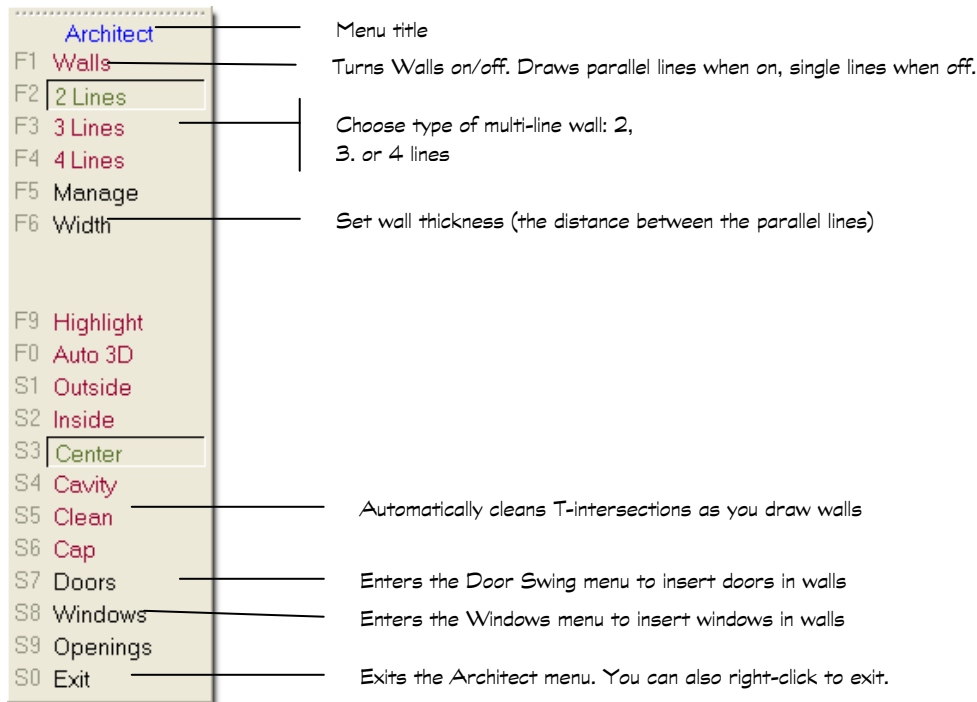 Architect Menu title
F1 Walls Turns Walls on/off. Draws parallel lines when on, single lines when off.
F2 2 Lines
F3 3 Lines Choose type of multi-line wall: 2,
F4 4 Lines 3. or 4 lines
F5 Manage
F6 Width Set wall thickness (the distance between the parallel lines)
F9 Highlight
F0 Auto 3D
S1 Outside
S2 Inside
S3 Center
S4 Cavity
S5 Clean Automatically cleans T-intersections as you draw walls
S6 Cap
S7 Doors Enters the Door Swing menu to insert doors in walls
S8 Windows Enters the Windows menu to insert windows in walls
S9 Openings
S0 Exit Exits the Architect menu. You can also right-click to exit.